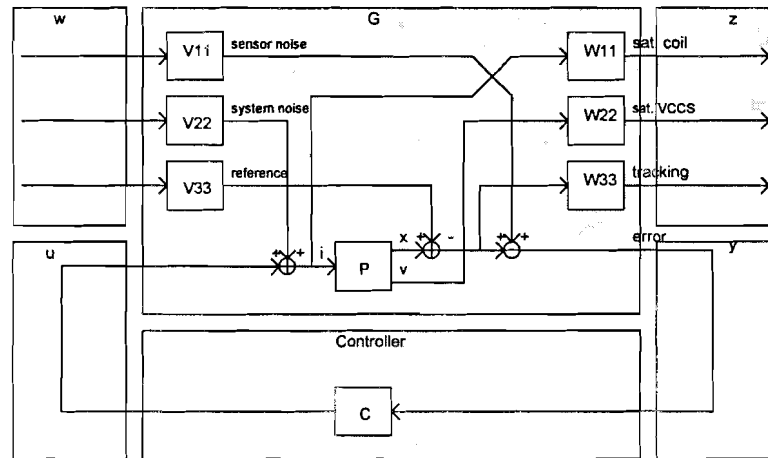 w
G
z
V11
sensor noise
W11
sat. coil
V22
system noise
W22
sat. VCCS
V33
reference
W33
tracking
x
+
-
+
+
error
u
+
+
i
P
v
y
Controller
C